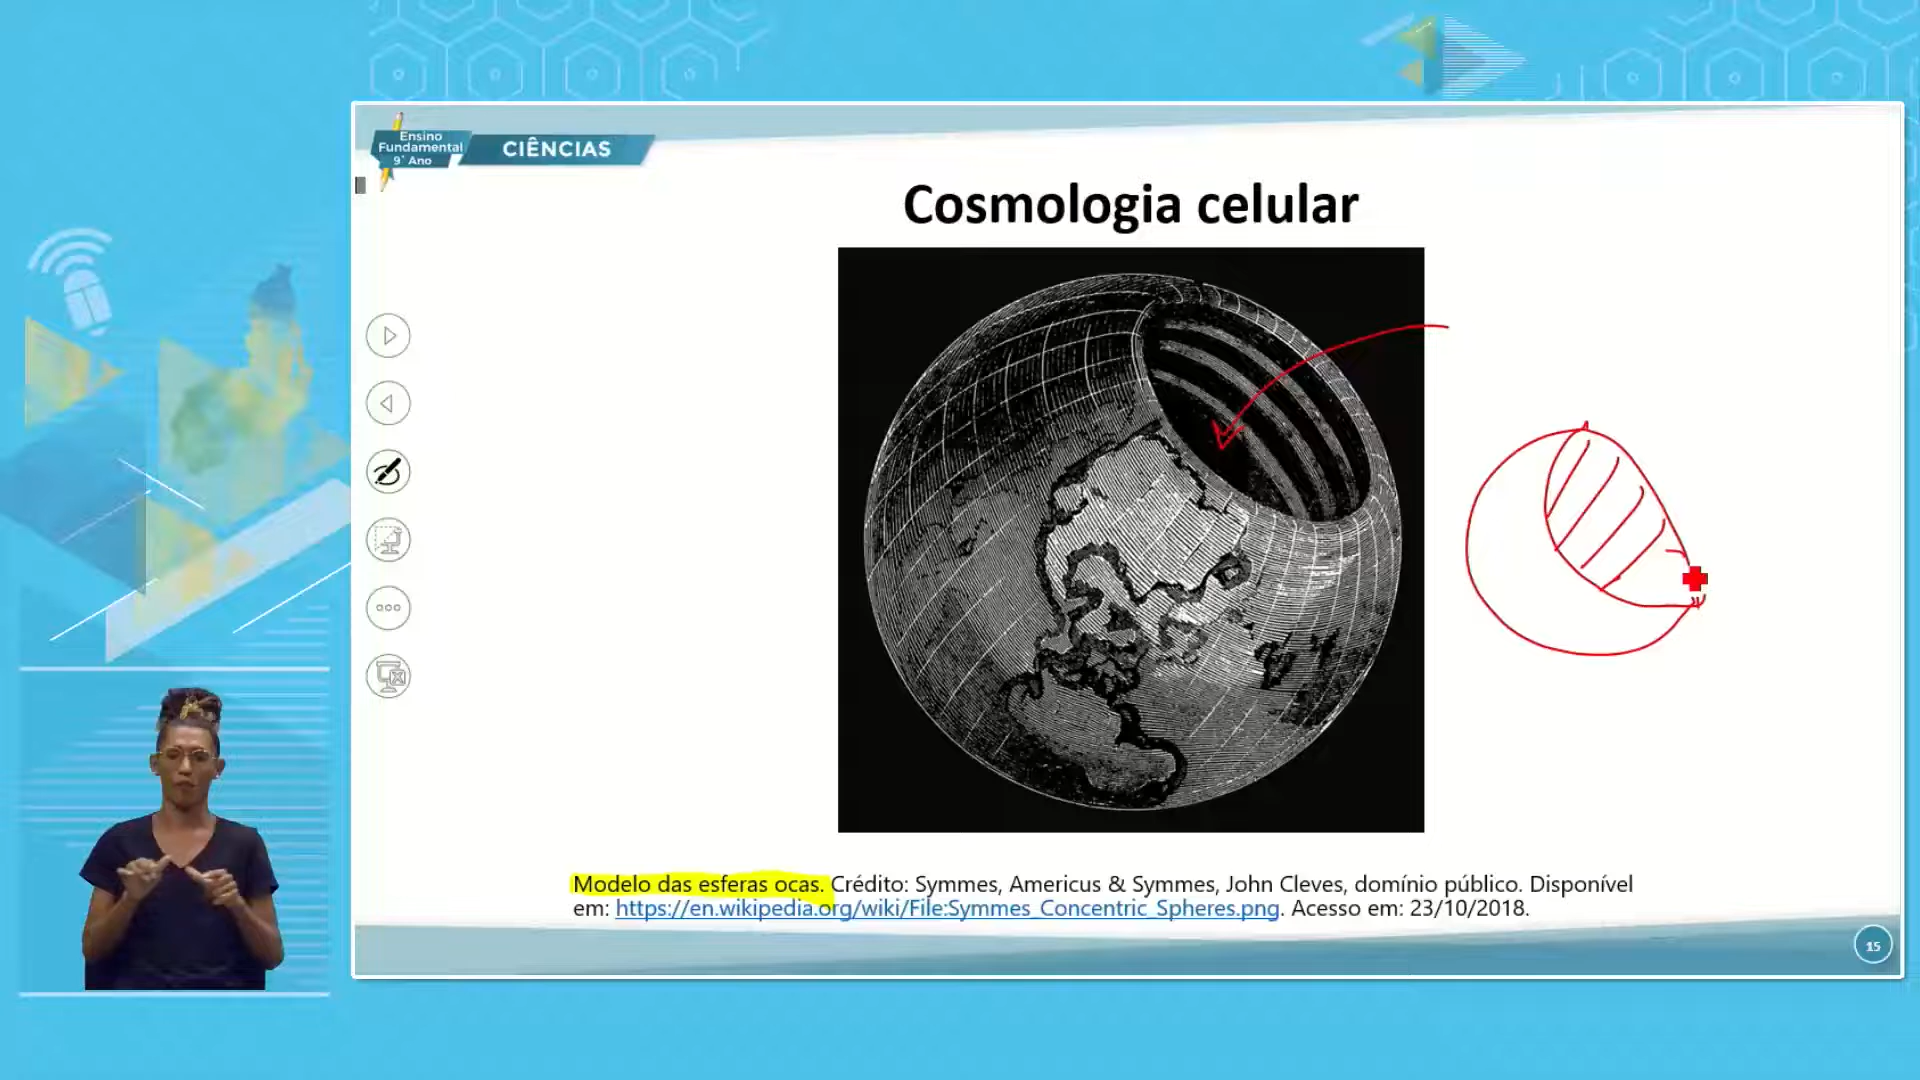 Ensino
Fundamental
9° Ano
CIÊNCIAS
Cosmologia celular
Modelo das esferas ocas. Crédito: Symmes, Americus & Symmes, John Cleves, domínio público. Disponível
em: https://en.wikipedia.org/wiki/File:Symmes_Concentric_Spheres.png. Acesso em: 23/10/2018.
15